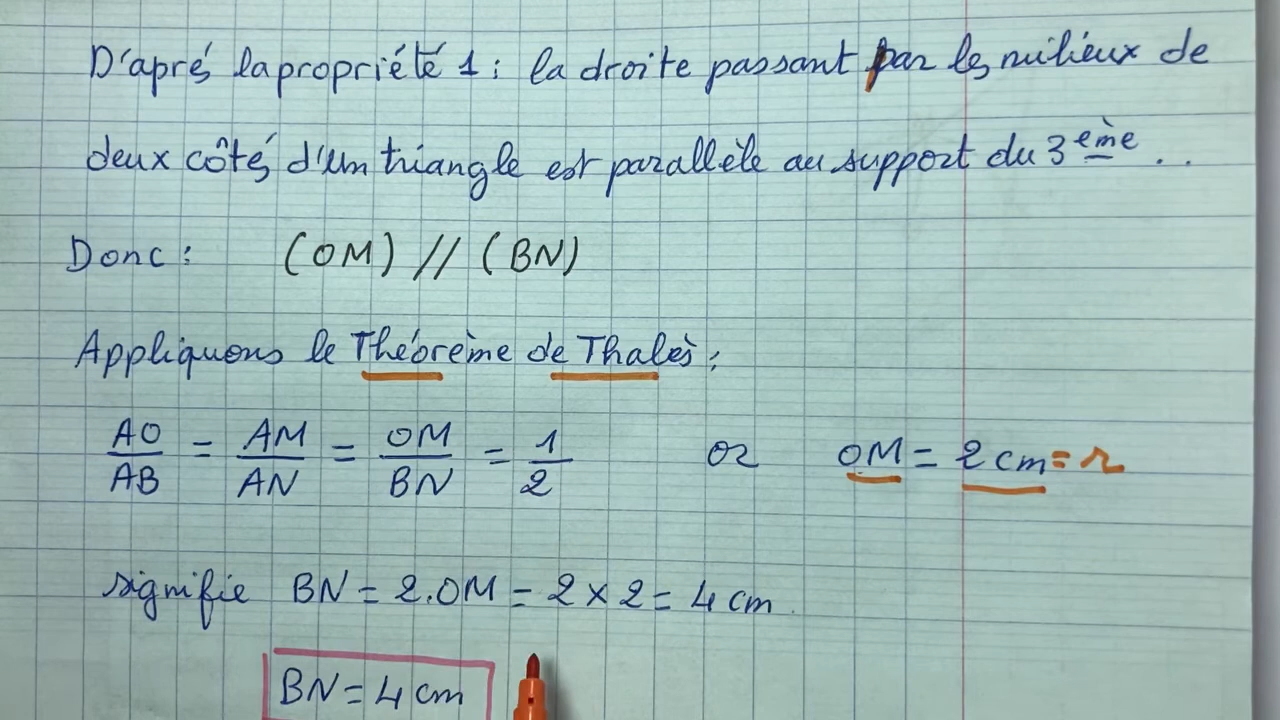 D'aprés la propriété 1 : la droite passant par les milieux de
deux côtés d'un triangle est parallèle au support du 3ème ..
Donc : (OM) // (BN)
Appliquons le Théorème de Thalès :
AO/AB = AM/AN = OM/BN = 1/2 or OM = 2 cm = r
signifie BN = 2.OM = 2 × 2 = 4 cm.
BN = 4 cm